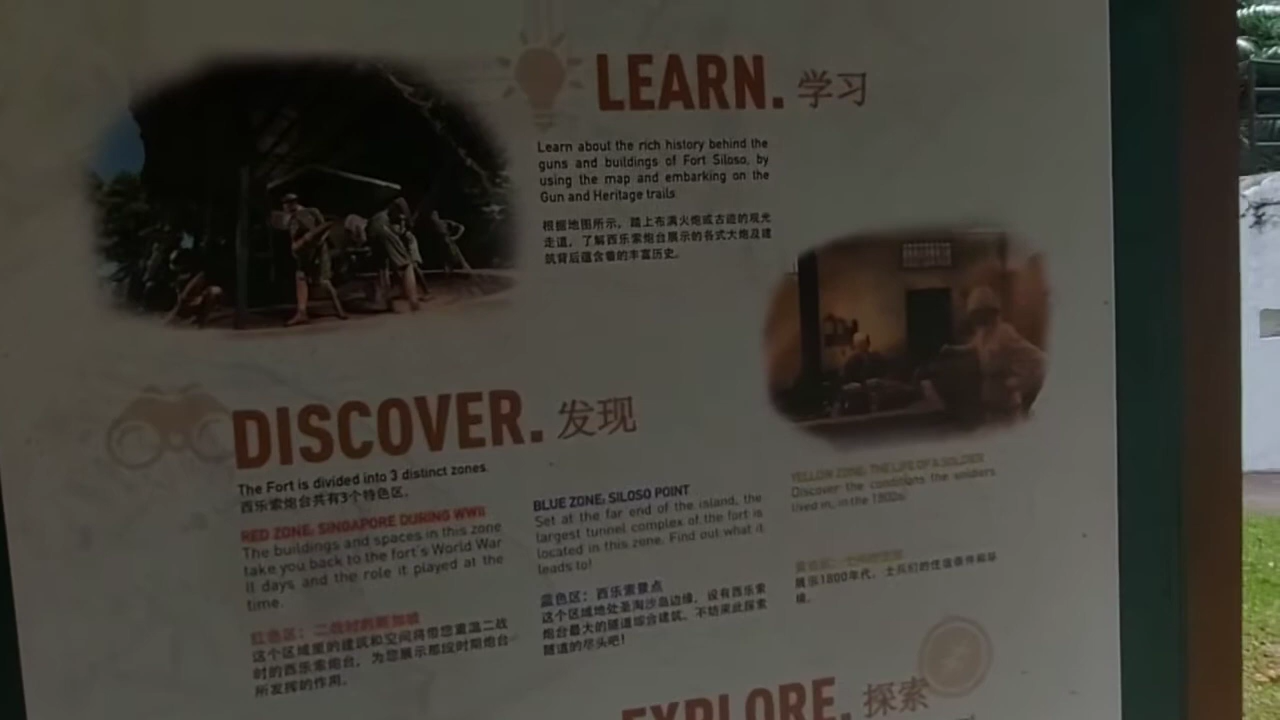 LEARN. 学习
Learn about the rich history behind the
guns and buildings of Fort Siloso, by
using the map and embarking on the
Gun and Heritage trails.
根据地图所示，踏上布满火炮或古迹的观光
走道，了解西乐索炮台展示的各式大炮及建
筑背后蕴含着的丰富历史。
DISCOVER. 发现
The Fort is divided into 3 distinct zones.
西乐索炮台共有3个特色区。
RED ZONE: SINGAPORE DURING WWII
The buildings and spaces in this zone
take you back to the fort's World War
II days and the role it played at the
time.
红色区：二战时的新加坡
这个区域里的建筑和空间将带您重温二战
时的西乐索炮台，为您展示那段时期炮台
所发挥的作用。
BLUE ZONE: SILOSO POINT
Set at the far end of the island, the
largest tunnel complex of the fort is
located in this zone. Find out what it
leads to!
蓝色区：西乐索景点
这个区域地处圣淘沙岛边缘，设有西乐索
炮台最大的隧道综合建筑。不妨来此探索
隧道的尽头吧！
YELLOW ZONE: THE LIFE OF A SOLDIER
Discover the conditions the soldiers
lived in, in the 1800s.
展示1800年代，士兵们的住宿条件和环
境。
EXPLORE. 探索